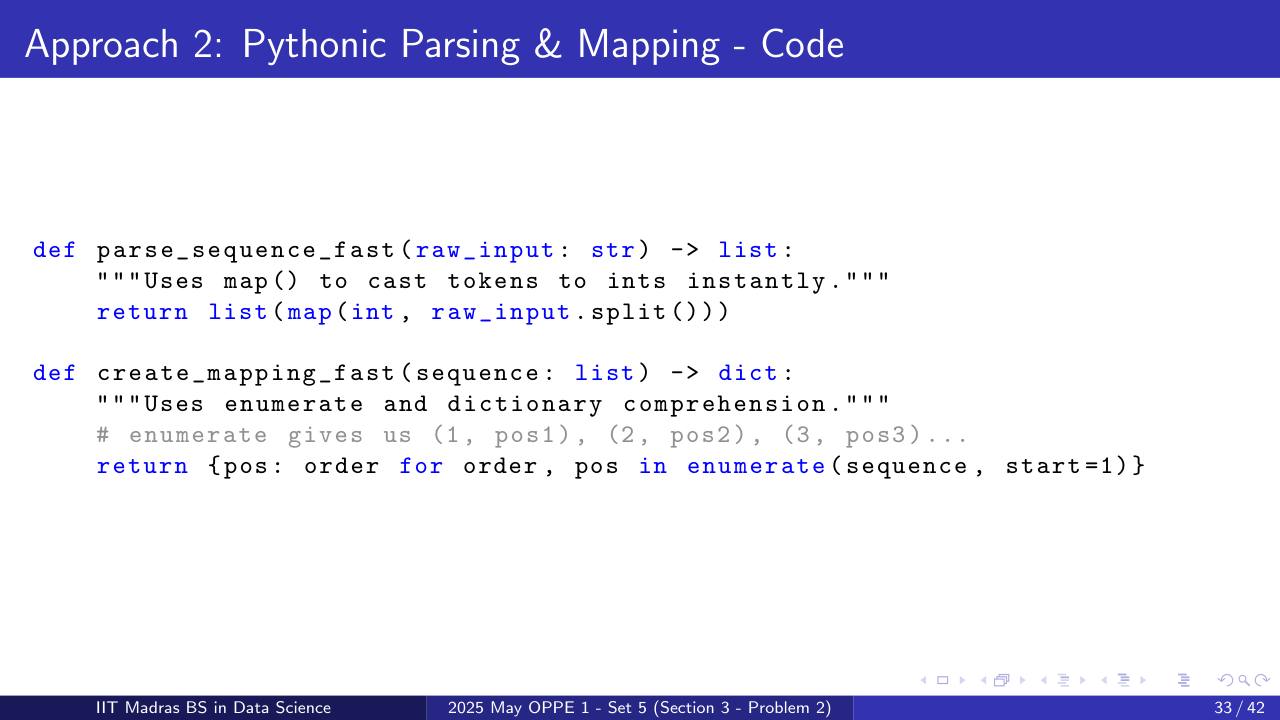 Approach 2: Pythonic Parsing & Mapping - Code
def parse_sequence_fast(raw_input: str) -> list:
    """Uses map() to cast tokens to ints instantly."""
    return list(map(int, raw_input.split()))
def create_mapping_fast(sequence: list) -> dict:
    """Uses enumerate and dictionary comprehension."""
    # enumerate gives us (1, pos1), (2, pos2), (3, pos3)...
    return {pos: order for order, pos in enumerate(sequence, start=1)}
IIT Madras BS in Data Science
2025 May OPPE 1 - Set 5 (Section 3 - Problem 2)
33 / 42